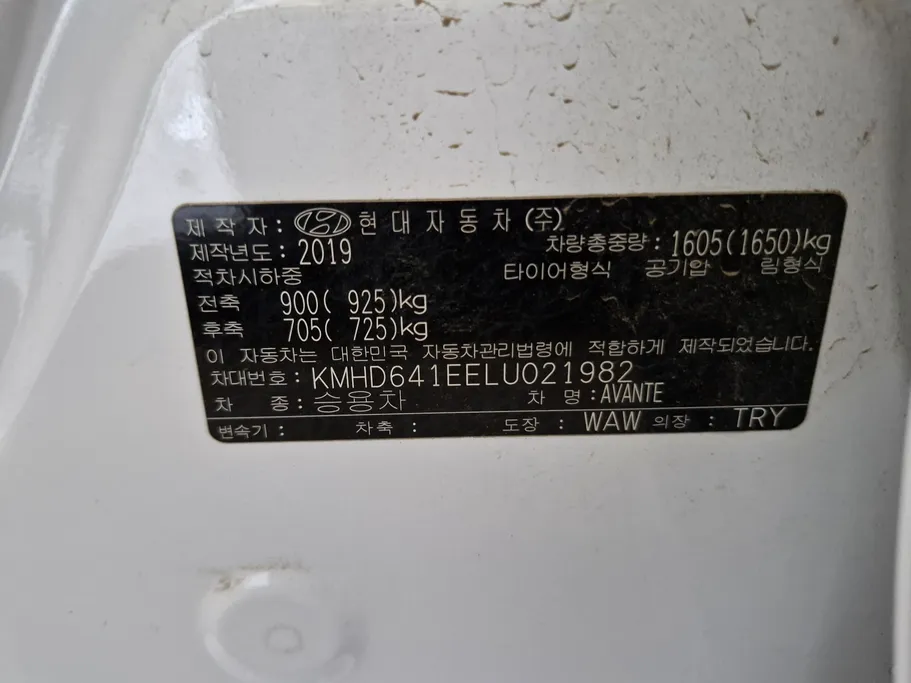 제작자: 현대자동차(주)
제작년도: 2019 차량총중량: 1605(1650)kg
적차시하중 타이어형식 공기압 림형식
전축 900( 925)kg
후축 705( 725)kg
이 자동차는 대한민국 자동차관리법령에 적합하게 제작되었습니다.
차대번호: KMHD641EELU021982
차 종: 승용차 차 명:AVANTE
변속기 : 차축 : 도장 : WAW 의장 : TRY